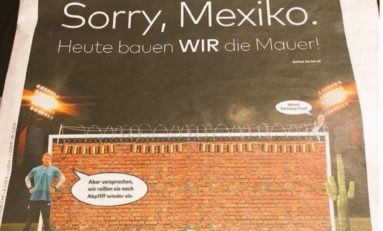 Sorry, Mexiko.
Heute bauen WIR die Mauer!
Aber versprochen,
wir reißen sie nach
Abpfiff wieder ein